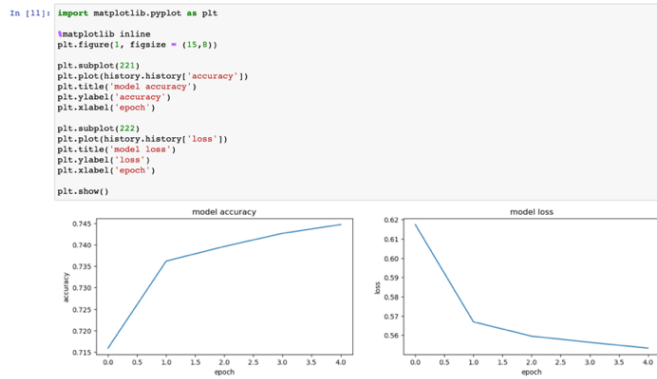 In [11]: import matplotlib.pyplot as plt
%matplotlib inline
plt.figure(1, figsize = (15,8))
plt.subplot(221)
plt.plot(history.history['accuracy'])
plt.title('model accuracy')
plt.ylabel('accuracy')
plt.xlabel('epoch')
plt.subplot(222)
plt.plot(history.history['loss'])
plt.title('model loss')
plt.ylabel('loss')
plt.xlabel('epoch')
plt.show()
model accuracy
0.745
0.740
0.735
0.730
0.725
0.720
0.715
accuracy
0.0 0.5 1.0 1.5 2.0 2.5 3.0 3.5 4.0
epoch
model loss
0.62
0.61
0.60
0.59
0.58
0.57
0.56
loss
0.0 0.5 1.0 1.5 2.0 2.5 3.0 3.5 4.0
epoch